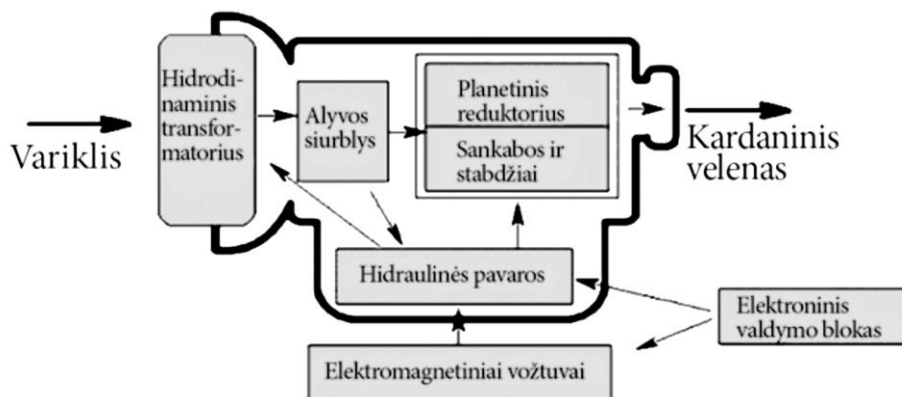 Variklis
Hidrodi-
naminis
transfor-
matorius
Alyvos
siurblys
Planetinis
reduktorius
Sankabos ir
stabdžiai
Kardaninis
velenas
Hidraulinės pavaros
Elektroninis
valdymo blokas
Elektromagnetiniai vožtuvai